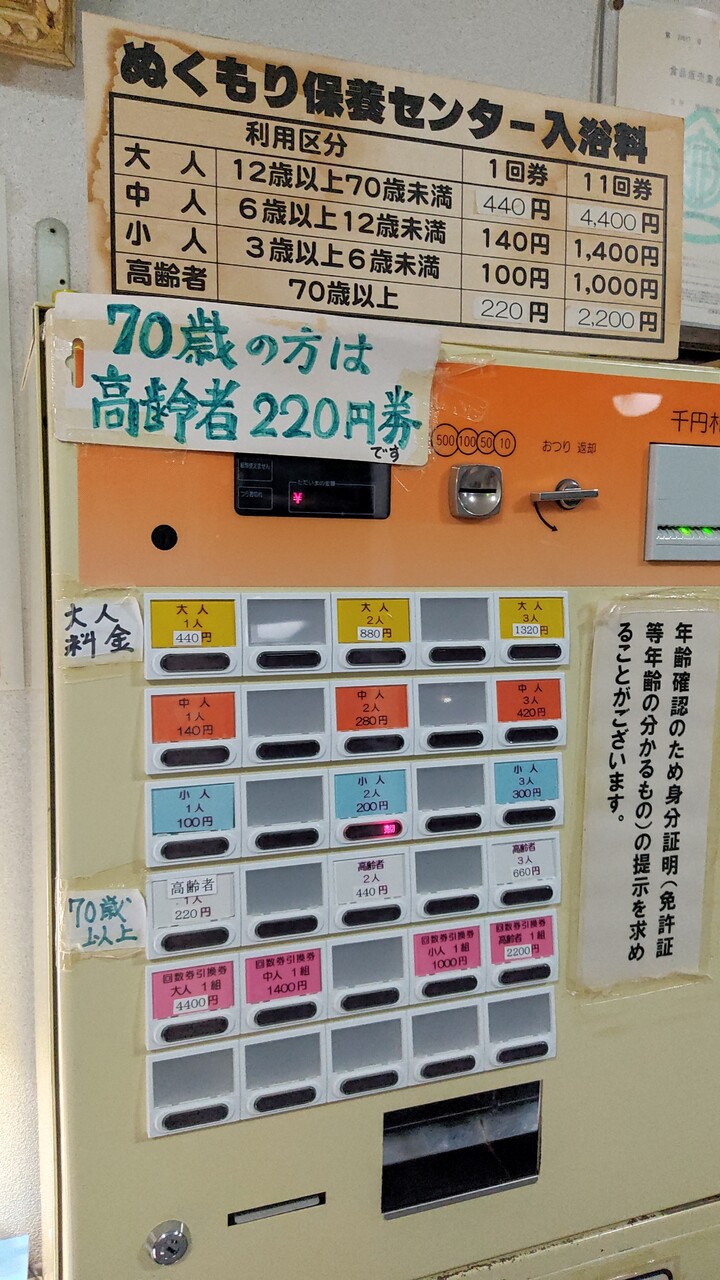 ぬくもり保養センター入浴料
利用区分 1回券 11回券
大人 12歳以上70歳未満 440円 4,400円
中人 6歳以上12歳未満 140円 1,400円
小人 3歳以上6歳未満 100円 1,000円
高齢者 70歳以上 220円 2,200円
70歳の方は
高齢者220円券
です
500 100 50 10
おつり 返却
千円札
つり銭切れ
¥
大人
料金
大人
1人
440円
大人
2人
880円
大人
3人
1320円
中人
1人
140円
中人
2人
280円
中人
3人
420円
小人
1人
100円
小人
2人
200円
小人
3人
300円
70歳
以上
高齢者
1人
220円
高齢者
2人
440円
高齢者
3人
660円
回数券引換券
大人 1組
4400円
回数券引換券
中人 1組
1400円
回数券引換券
小人 1組
1000円
回数券引換券
高齢者 1組
2200円
年齢確認のため身分証明(免許証
等年齢の分かるもの)の提示を求め
ることがございます。